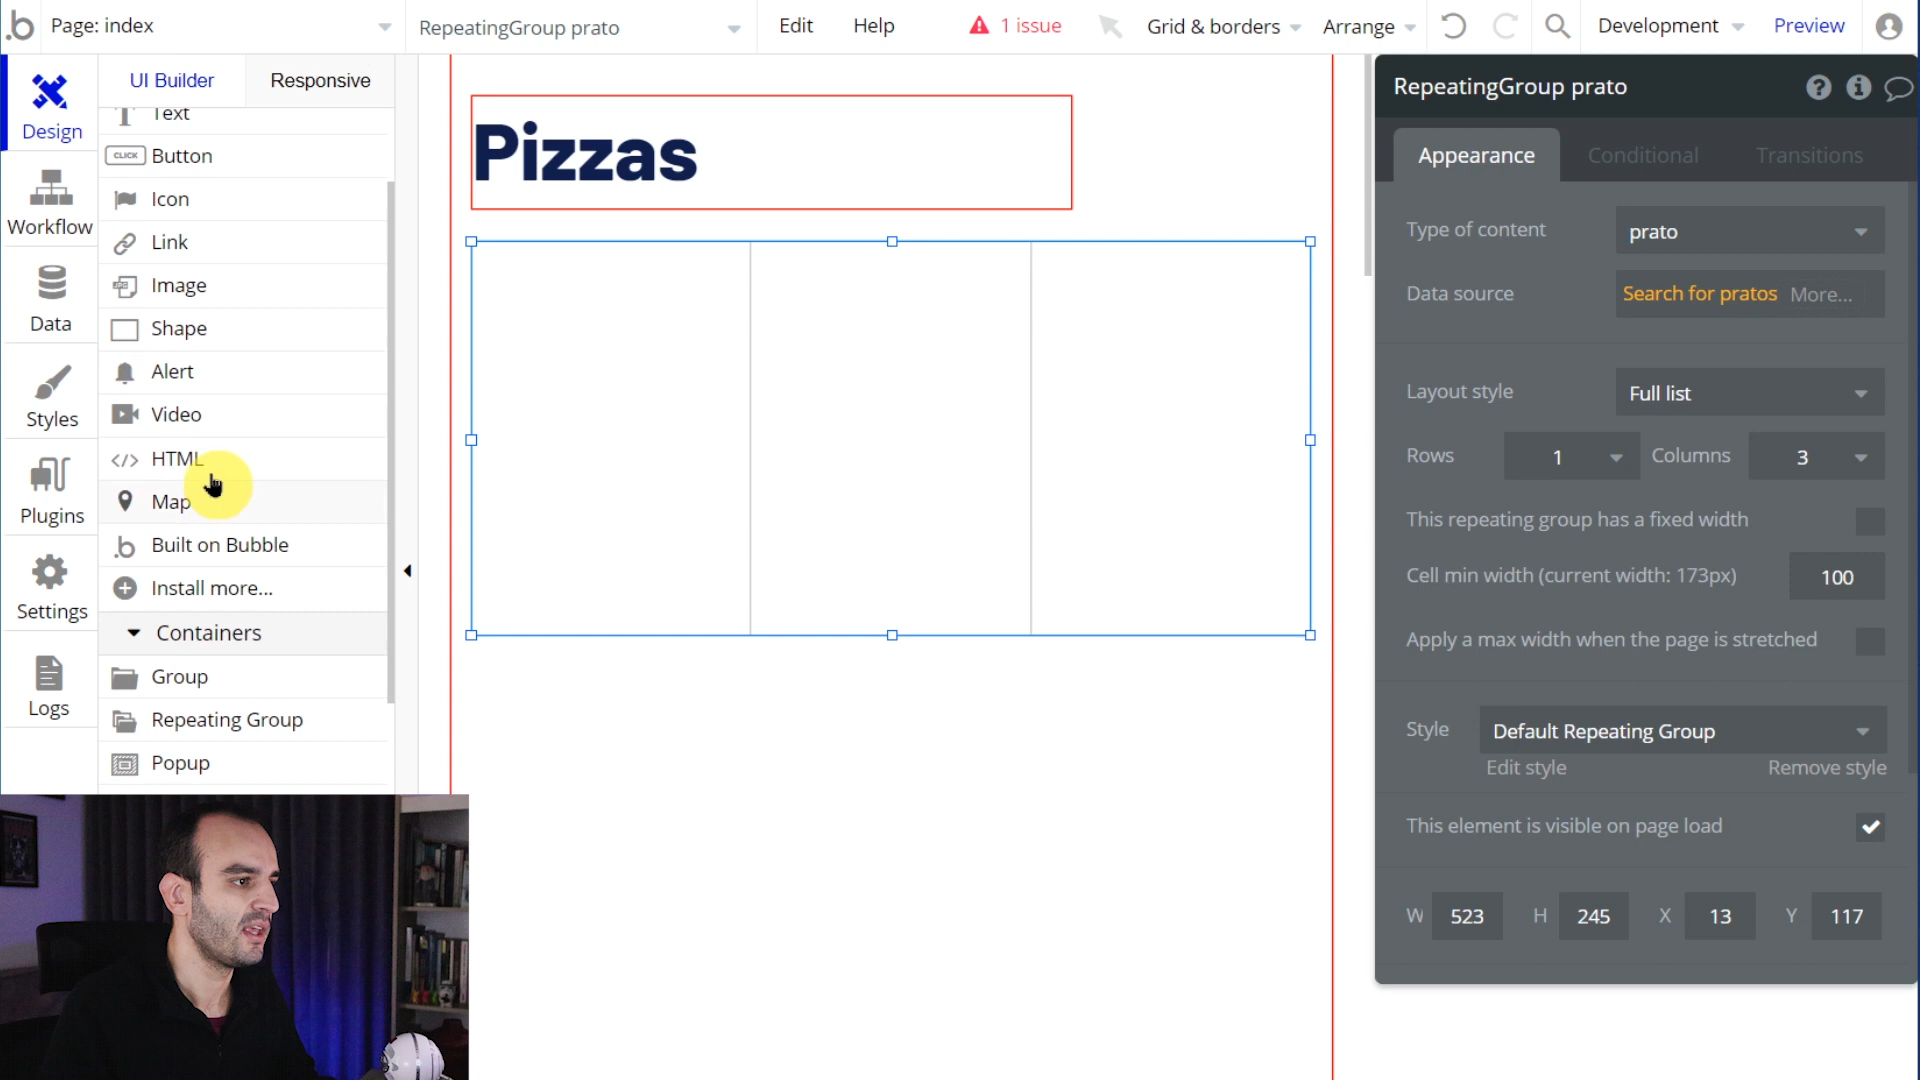 Page: index
RepeatingGroup prato
Edit
Help
1 issue
Grid & borders
Arrange
Development
Preview
UI Builder
Responsive
Design
Workflow
Data
Styles
Plugins
Settings
Logs
Text
CLICK Button
Icon
Link
Image
Shape
Alert
Video
HTML
Map
Built on Bubble
Install more...
Containers
Group
Repeating Group
Popup
Pizzas
RepeatingGroup prato
Appearance
Conditional
Transitions
Type of content
prato
Data source
Search for pratos More...
Layout style
Full list
Rows
1
Columns
3
This repeating group has a fixed width
Cell min width (current width: 173px)
100
Apply a max width when the page is stretched
Style
Default Repeating Group
Edit style
Remove style
This element is visible on page load
W 523 H 245 X 13 Y 117